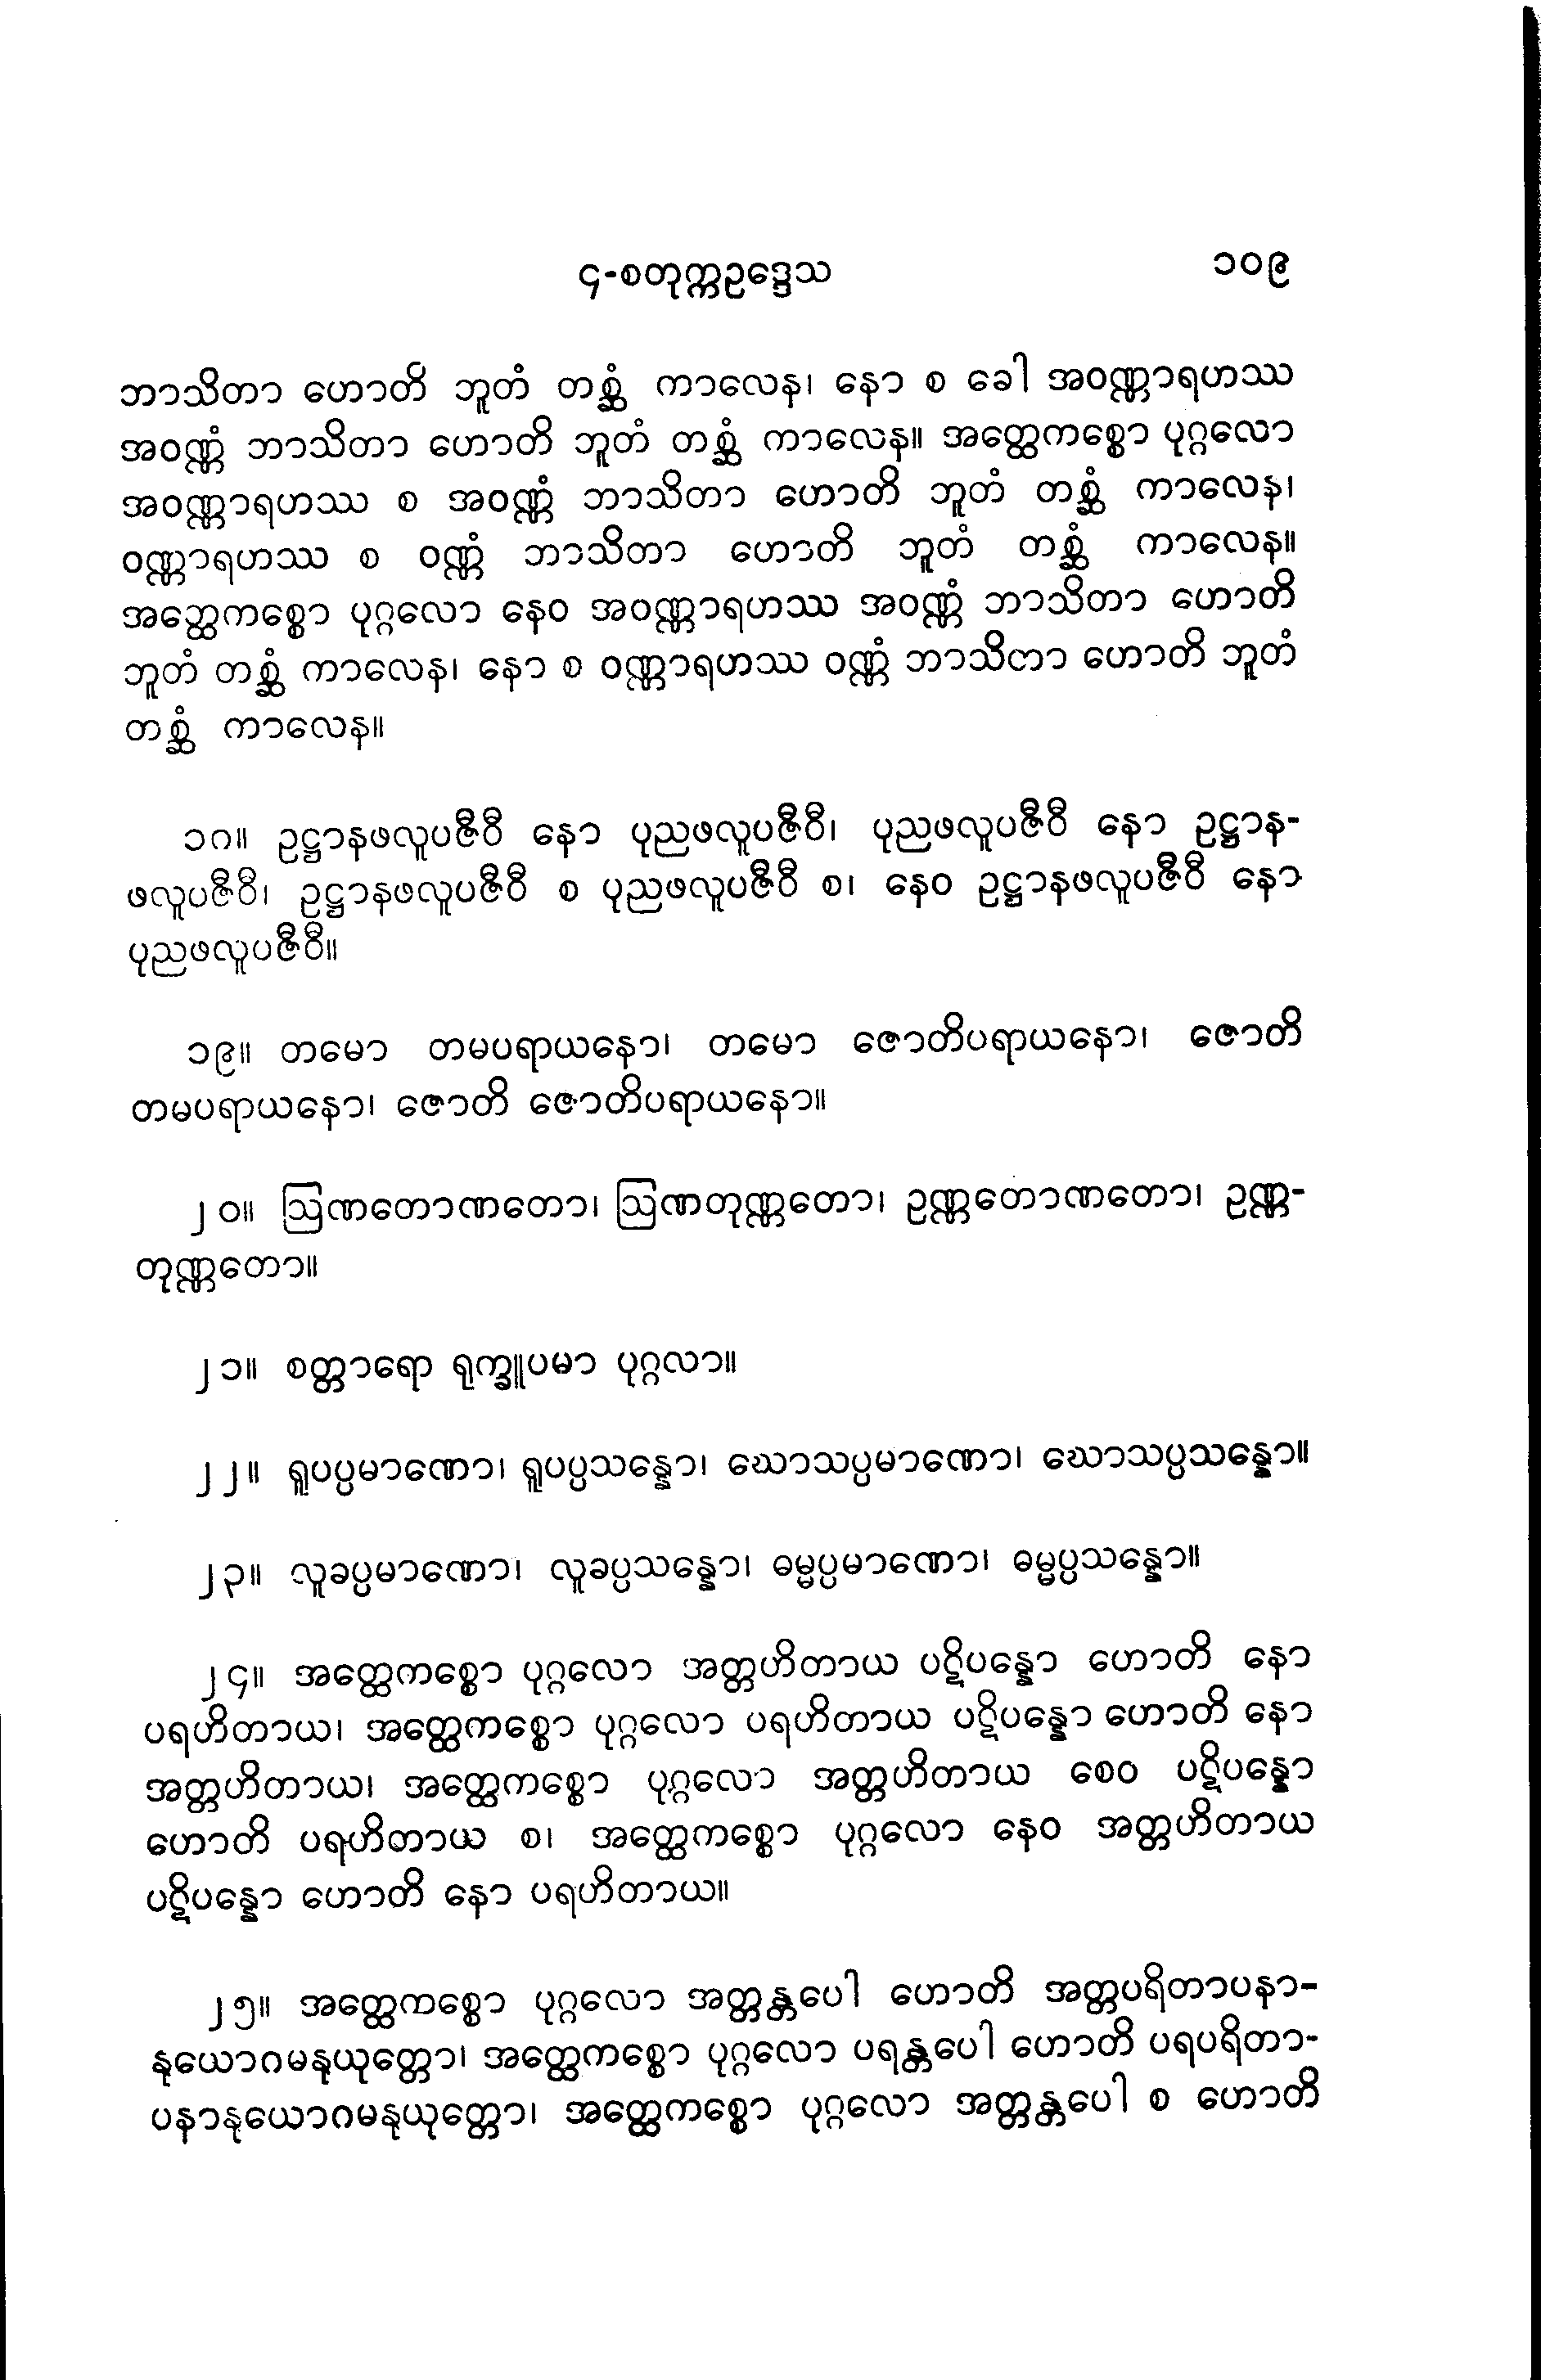 ၄-စတုက္ကဥဒ္ဒေသ ၁၀၉
ဘာသိတာ ဟောတိ ဘူတံ တစ္ဆံ ကာလေန၊ နော စ ခေါ အဝဏ္ဏာရဟဿ
အဝဏ္ဏံ ဘာသိတာ ဟောတိ ဘူတံ တစ္ဆံ ကာလေန။ အတ္ထေကစ္စော ပုဂ္ဂလော
အဝဏ္ဏာရဟဿ စ အဝဏ္ဏံ ဘာသိတာ ဟောတိ ဘူတံ တစ္ဆံ ကာလေန၊
ဝဏ္ဏာရဟဿ စ ဝဏ္ဏံ ဘာသိတာ ဟောတိ ဘူတံ တစ္ဆံ ကာလေန။
အတ္ထေကစ္စော ပုဂ္ဂလော နေဝ အဝဏ္ဏာရဟဿ အဝဏ္ဏံ ဘာသိတာ ဟောတိ
ဘူတံ တစ္ဆံ ကာလေန၊ နော စ ဝဏ္ဏာရဟဿ ဝဏ္ဏံ ဘာသိတာ ဟောတိ ဘူတံ
တစ္ဆံ ကာလေန။
၁ဂ။ ဥဋ္ဌာနဖလူပဇီဝီ နော ပုညဖလူပဇီဝီ၊ ပုညဖလူပဇီဝီ နော ဥဋ္ဌာန-
ဖလူပဇီဝီ၊ ဥဋ္ဌာနဖလူပဇီဝီ စ ပုညဖလူပဇီဝီ စ၊ နေဝ ဥဋ္ဌာနဖလူပဇီဝီ နော
ပုညဖလူပဇီဝီ။
၁၉။ တမော တမပရာယနော၊ တမော ဇောတိပရာယနော၊ ဇောတိ
တမပရာယနော၊ ဇောတိ ဇောတိပရာယနော။
၂၀။ ဩဏတောဏတော၊ ဩဏတုဏ္ဏတော၊ ဥဏ္ဏတောဏတော၊ ဥဏ္ဏ-
တုဏ္ဏတော။
၂၁။ စတ္တာရော ရုက္ခူပမာ ပုဂ္ဂလာ။
၂၂။ ရူပပ္ပမာဏော၊ ရူပပ္ပသန္နော၊ ဃောသပ္ပမာဏော၊ ဃောသပ္ပသန္နော။
၂၃။ လူခပ္ပမာဏော၊ လူခပ္ပသန္နော၊ ဓမ္မပ္ပမာဏော၊ ဓမ္မပ္ပသန္နော။
၂၄။ အတ္ထေကစ္စော ပုဂ္ဂလော အတ္တဟိတာယ ပဋိပန္နော ဟောတိ နော
ပရဟိတာယ၊ အတ္ထေကစ္စော ပုဂ္ဂလော ပရဟိတာယ ပဋိပန္နော ဟောတိ နော
အတ္တဟိတာယ၊ အတ္ထေကစ္စော ပုဂ္ဂလော အတ္တဟိတာယ စေဝ ပဋိပန္နော
ဟောတိ ပရဟိတာယ စ၊ အတ္ထေကစ္စော ပုဂ္ဂလော နေဝ အတ္တဟိတာယ
ပဋိပန္နော ဟောတိ နော ပရဟိတာယ။
၂၅။ အတ္ထေကစ္စော ပုဂ္ဂလော အတ္တန္တပေါ ဟောတိ အတ္တပရိတာပနာ-
နုယောဂမနုယုတ္တော၊ အတ္ထေကစ္စော ပုဂ္ဂလော ပရန္တပေါ ဟောတိ ပရပရိတာ-
ပနာနုယောဂမနုယုတ္တော၊ အတ္ထေကစ္စော ပုဂ္ဂလော အတ္တန္တပေါ စ ဟောတိ